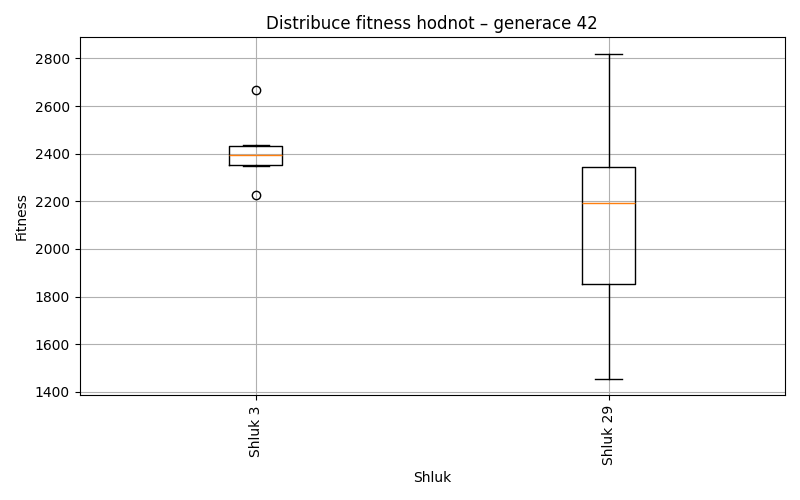 Distribuce fitness hodnot – generace 42
Fitness
2800
2600
2400
2200
2000
1800
1600
1400
Shluk 3
Shluk 29
Shluk